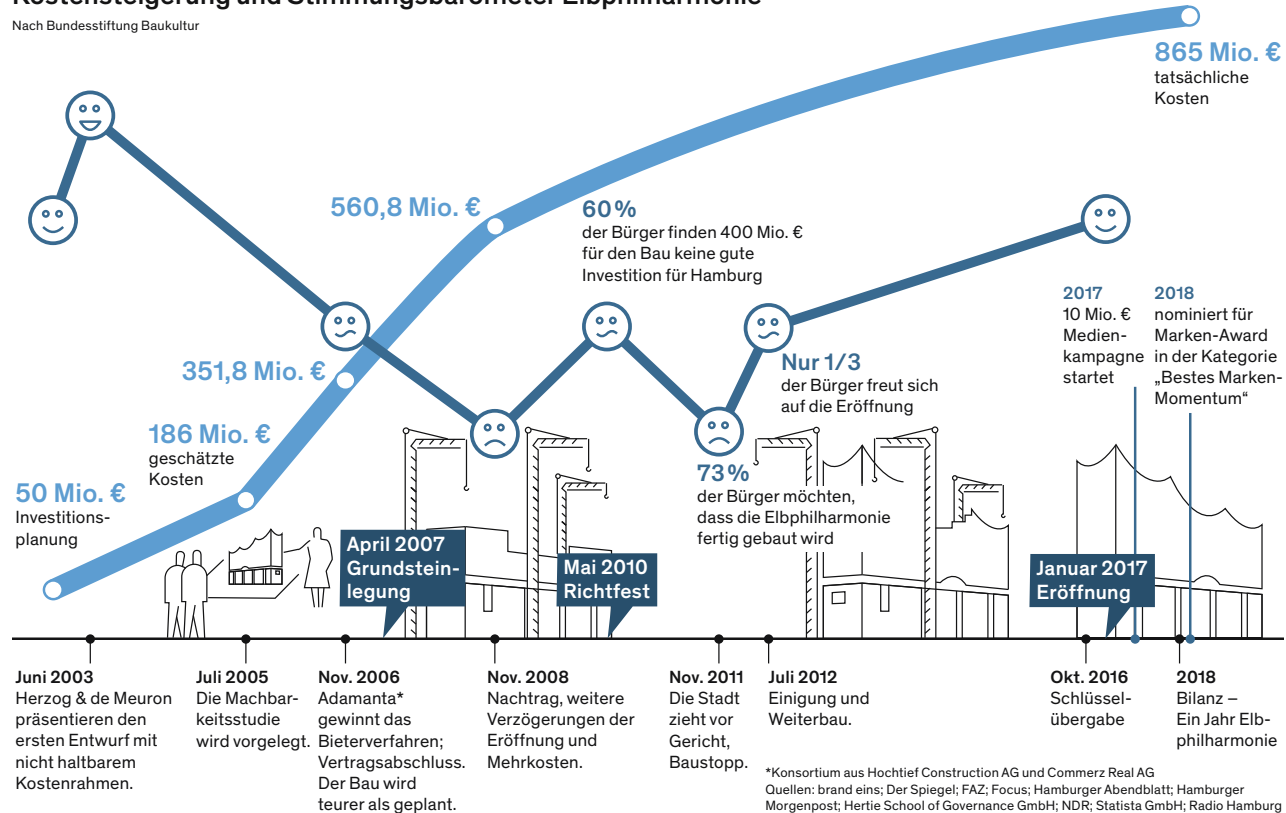 Kostensteigerung und Stimmungsbarometer Elbphilharmonie
Nach Bundesstiftung Baukultur
865 Mio. €
tatsächliche
Kosten
560,8 Mio. €
60 %
der Bürger finden 400 Mio. €
für den Bau keine gute
Investition für Hamburg
351,8 Mio. €
186 Mio. €
geschätzte
Kosten
50 Mio. €
Investitions-
planung
Nur 1/3
der Bürger freut sich
auf die Eröffnung
73 %
der Bürger möchten,
dass die Elbphilharmonie
fertig gebaut wird
2017
10 Mio. €
Medien-
kampagne
startet
2018
nominiert für
Marken-Award
in der Kategorie
„Bestes Marken-
Momentum“
April 2007
Grundstein-
legung
Mai 2010
Richtfest
Januar 2017
Eröffnung
Juni 2003
Herzog & de Meuron
präsentieren den
ersten Entwurf mit
nicht haltbarem
Kostenrahmen.
Juli 2005
Die Machbar-
keitsstudie
wird vorgelegt.
Nov. 2006
Adamanta*
gewinnt das
Bieterverfahren;
Vertragsabschluss.
Der Bau wird
teurer als geplant.
Nov. 2008
Nachtrag, weitere
Verzögerungen der
Eröffnung und
Mehrkosten.
Nov. 2011
Die Stadt
zieht vor
Gericht,
Baustopp.
Juli 2012
Einigung und
Weiterbau.
Okt. 2016
Schlüssel-
übergabe
2018
Bilanz –
Ein Jahr Elb-
philharmonie
*Konsortium aus Hochtief Construction AG und Commerz Real AG
Quellen: brand eins; Der Spiegel; FAZ; Focus; Hamburger Abendblatt; Hamburger
Morgenpost; Hertie School of Governance GmbH; NDR; Statista GmbH; Radio Hamburg